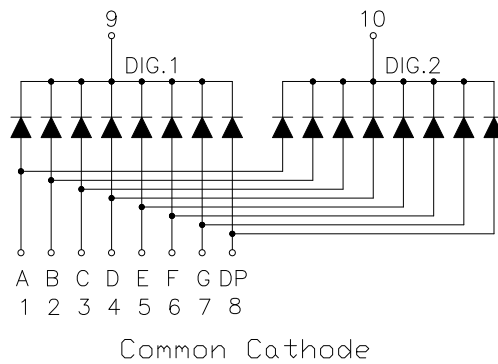 9 10
DIG.1 DIG.2
A B C D E F G DP
1 2 3 4 5 6 7 8
Common Cathode